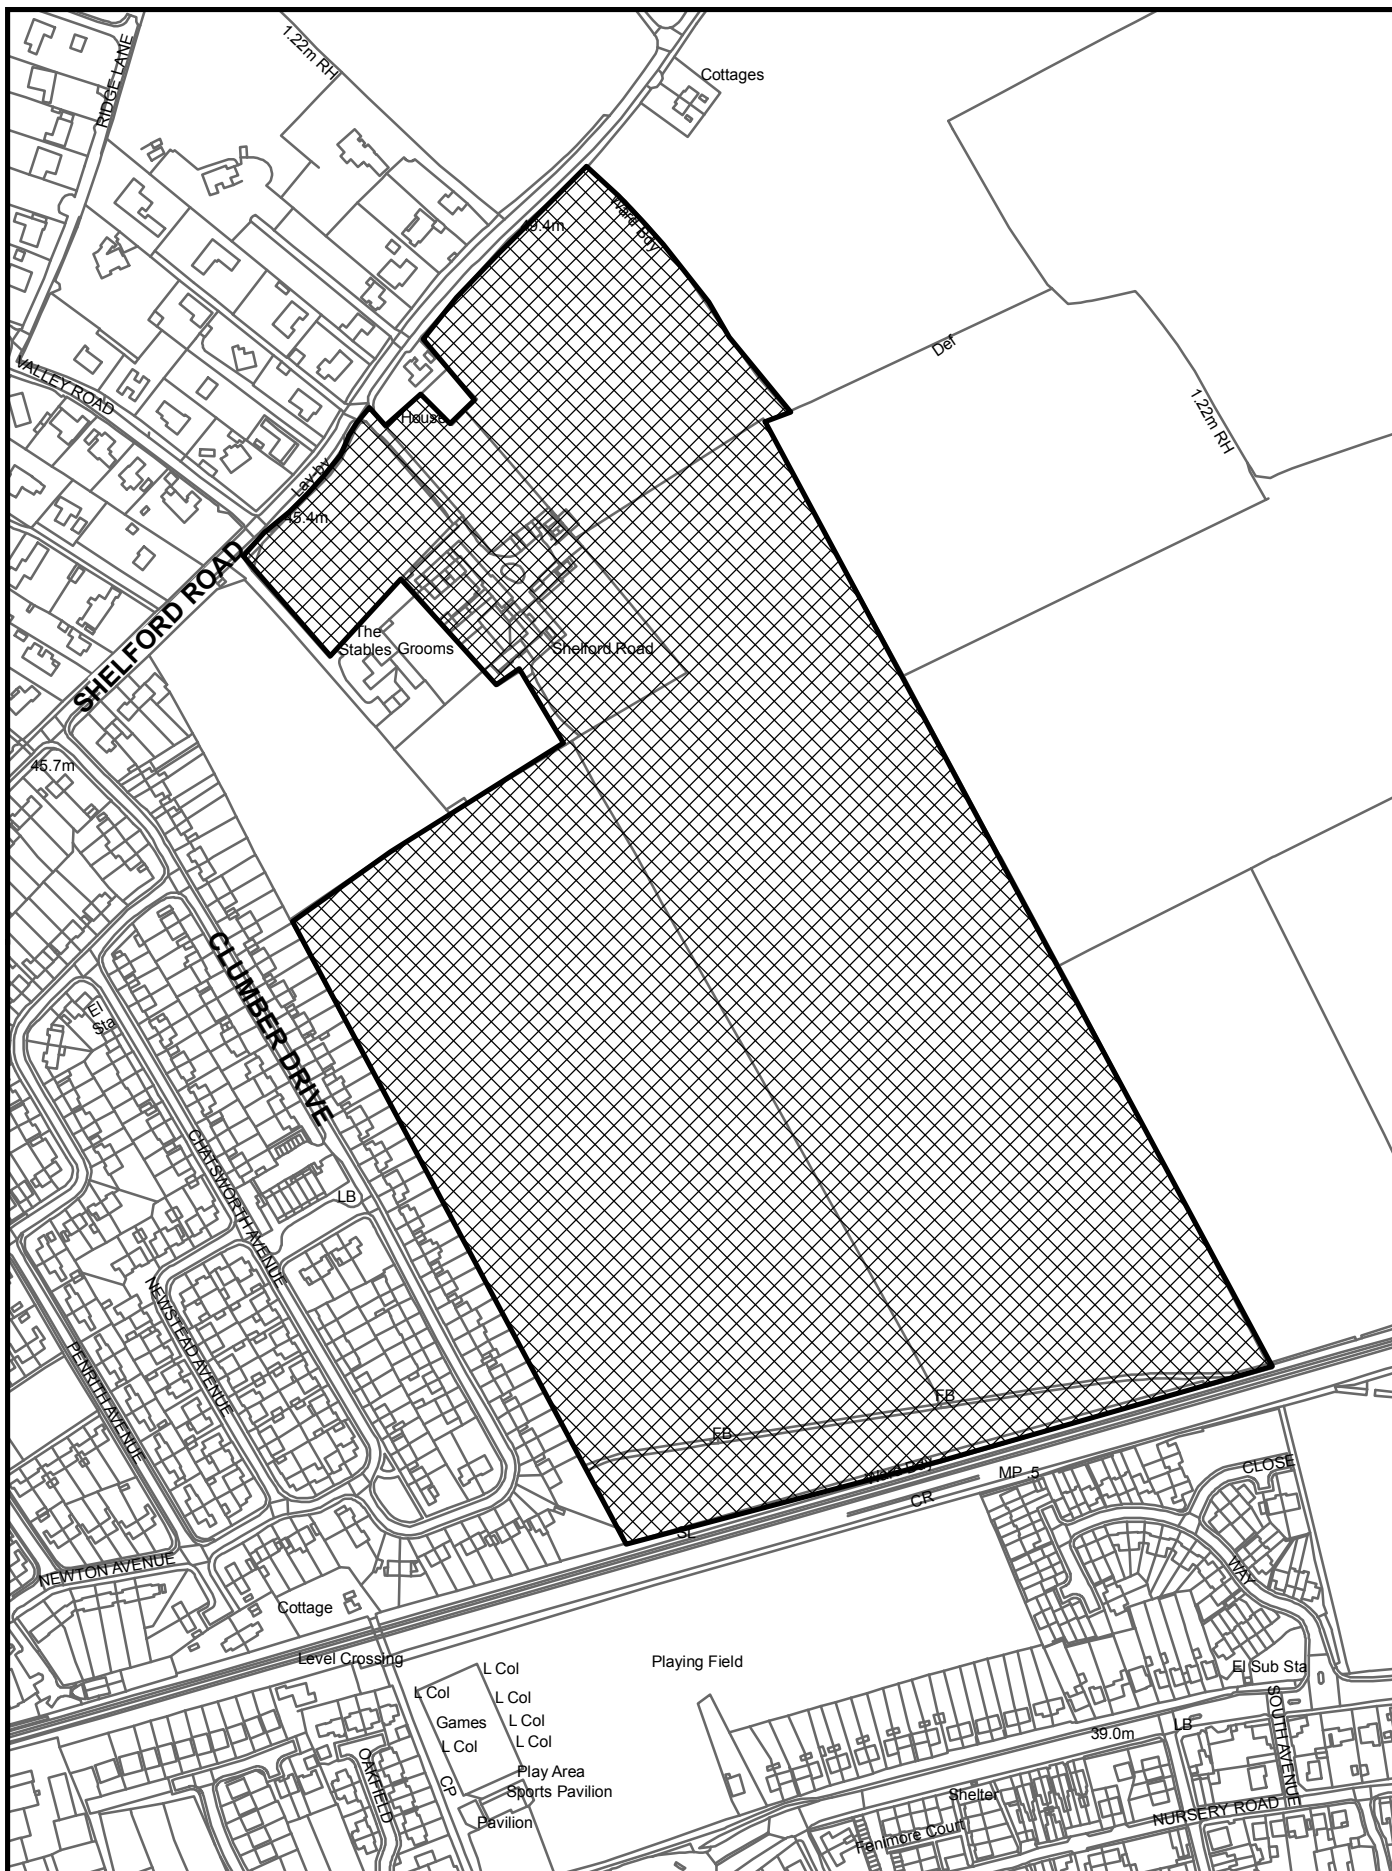 RIDGE LANE
1.22m RH
Cottages
49.4m
Ward Bdy
Def
VALLEY ROAD
House
1.22m RH
Lay-by
45.4m
SHELFORD ROAD
The
Stables
Grooms
Shelford Road
45.7m
CLUMBER DRIVE
El
Sta
CHATSWORTH AVENUE
LB
NEWSTEAD AVENUE
PENRITH AVENUE
FB
FB
Ward Bdy
MP .5
CLOSE
CR
SL
NEWTON AVENUE
WAY
Cottage
Level Crossing
Playing Field
L Col
El Sub Sta
L Col
L Col
Games
L Col
L Col
L Col
39.0m
LB
SOUTH AVENUE
OAKFIELD
CP
Play Area
Sports Pavilion
Shelter
Pavilion
NURSERY ROAD
Fenimore Court